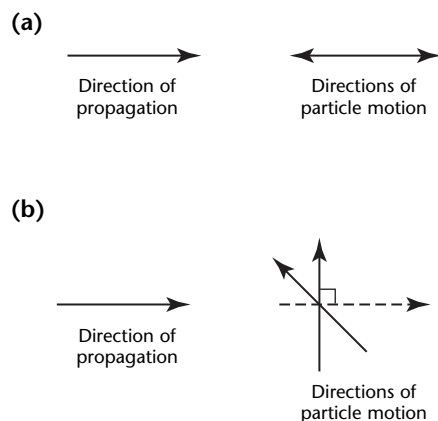 (a)
Direction of
propagation
Directions of
particle motion
(b)
Direction of
propagation
Directions of
particle motion